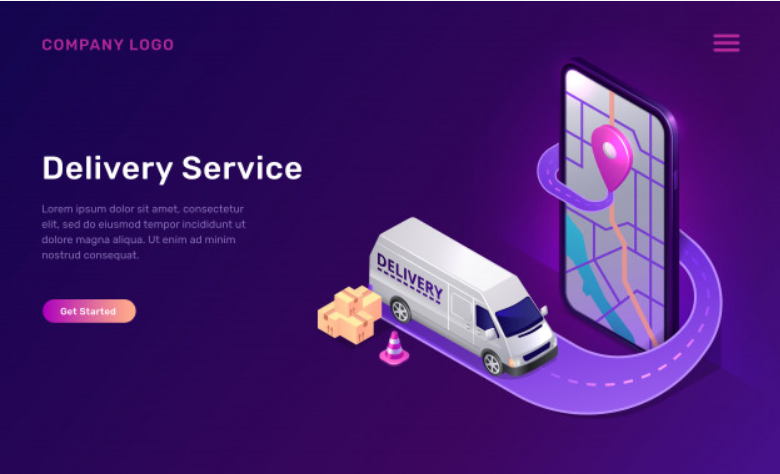 COMPANY LOGO
Delivery Service
Lorem ipsum dolor sit amet, consectetur
elit, sed do eiusmod tempor incididunt ut
dolore magna aliqua. Ut enim ad minim
nostrud consequat.
Get Started
DELIVERY